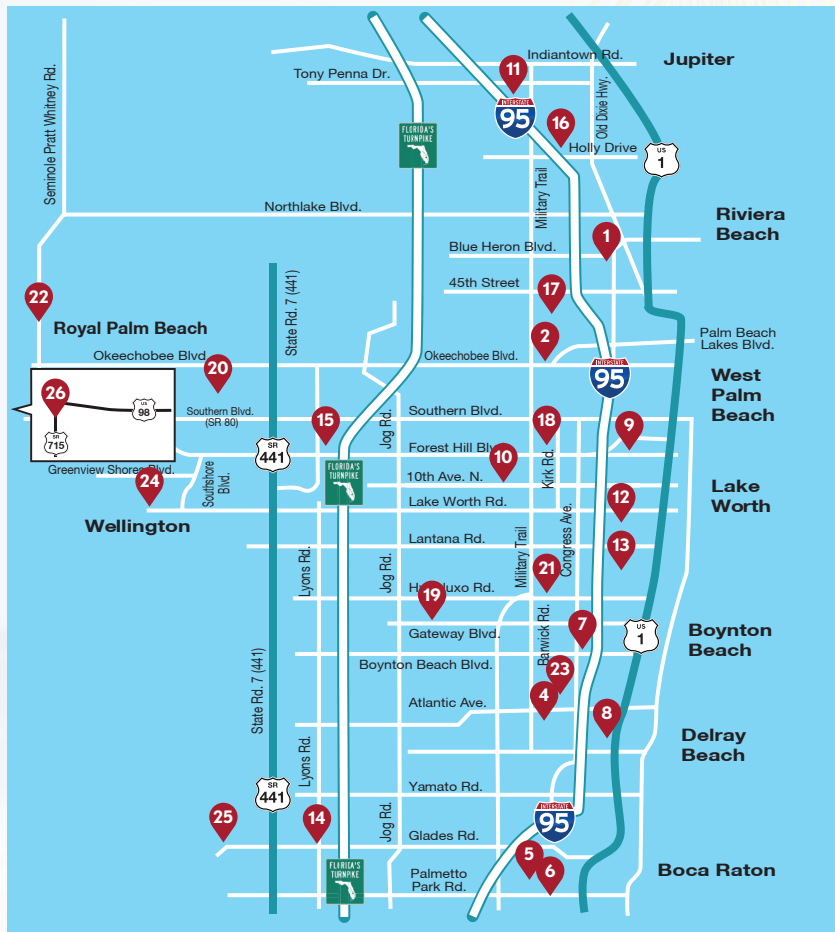 Indiantown Rd.
Jupiter
Tony Penna Dr.
11
Seminole Pratt Whitney Rd.
Old Dixie Hwy.
INTERSTATE
95
16
FLORIDA'S
TURNPIKE
Holly Drive
US
1
Military Trail
Northlake Blvd.
Riviera
Beach
1
Blue Heron Blvd.
45th Street
17
22
State Rd. 7 (441)
Royal Palm Beach
2
Palm Beach
Lakes Blvd.
Okeechobee Blvd.
Okeechobee Blvd.
20
INTERSTATE
95
West
Palm
Beach
26
US
98
SR
715
Southern Blvd.
(SR 80)
15
Jog Rd.
Southern Blvd.
18
9
SR
441
Forest Hill Blv
10
Kirk Rd.
Greenview Shores Blvd.
FLORIDA'S
TURNPIKE
10th Ave. N.
24
Southshore
Blvd.
Lake Worth Rd.
12
Lake
Worth
Wellington
Congress Ave.
Lantana Rd.
Military Trail
13
Lyons Rd.
Jog Rd.
21
H luxo Rd.
19
Gateway Blvd.
Barwick Rd.
7
US
1
Boynton
Beach
Boynton Beach Blvd.
23
State Rd. 7 (441)
4
Atlantic Ave.
8
Delray
Beach
Lyons Rd.
SR
441
Yamato Rd.
25
14
Jog Rd.
INTERSTATE
95
Glades Rd.
5
FLORIDA'S
TURNPIKE
Palmetto
Park Rd.
6
Boca Raton